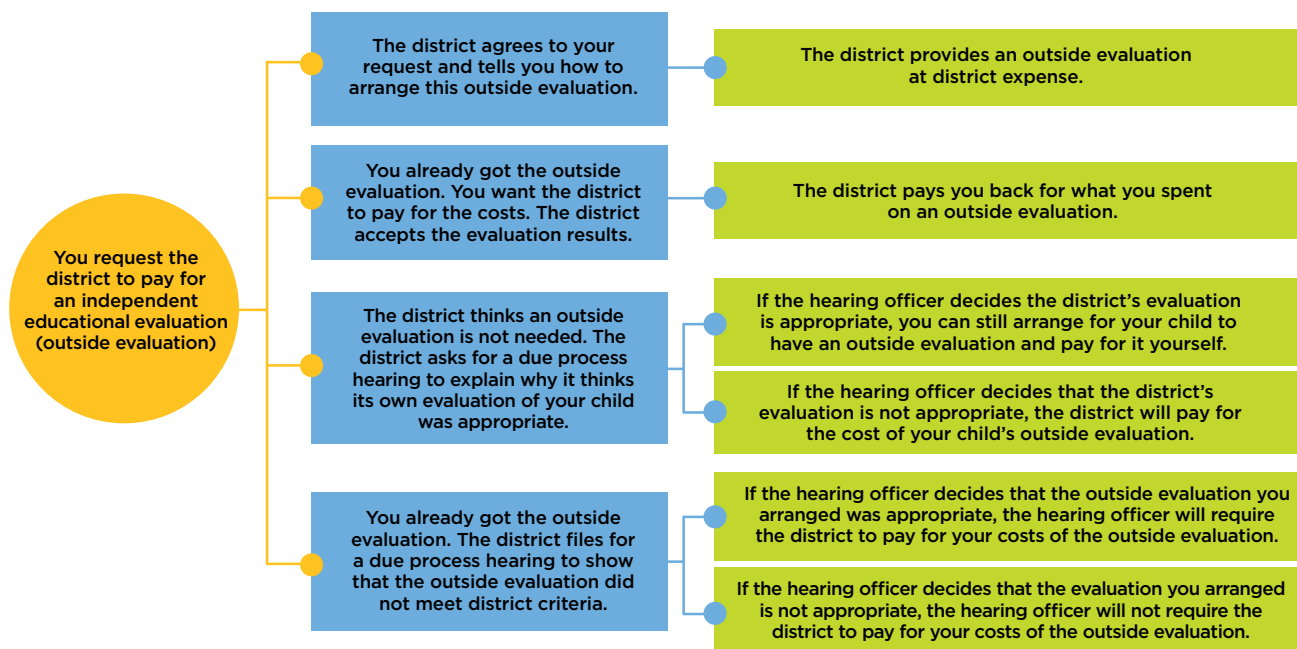 You request the
district to pay for
an independent
educational evaluation
(outside evaluation)
The district agrees to your
request and tells you how to
arrange this outside evaluation.
The district provides an outside evaluation
at district expense.
You already got the outside
evaluation. You want the district
to pay for the costs. The district
accepts the evaluation results.
The district pays you back for what you spent
on an outside evaluation.
The district thinks an outside
evaluation is not needed. The
district asks for a due process
hearing to explain why it thinks
its own evaluation of your child
was appropriate.
If the hearing officer decides the district’s evaluation
is appropriate, you can still arrange for your child to
have an outside evaluation and pay for it yourself.
If the hearing officer decides that the district’s
evaluation is not appropriate, the district will pay for
the cost of your child’s outside evaluation.
You already got the outside
evaluation. The district files for
a due process hearing to show
that the outside evaluation did
not meet district criteria.
If the hearing officer decides that the outside evaluation you
arranged was appropriate, the hearing officer will require
the district to pay for your costs of the outside evaluation.
If the hearing officer decides that the evaluation you arranged
is not appropriate, the hearing officer will not require the
district to pay for your costs of the outside evaluation.